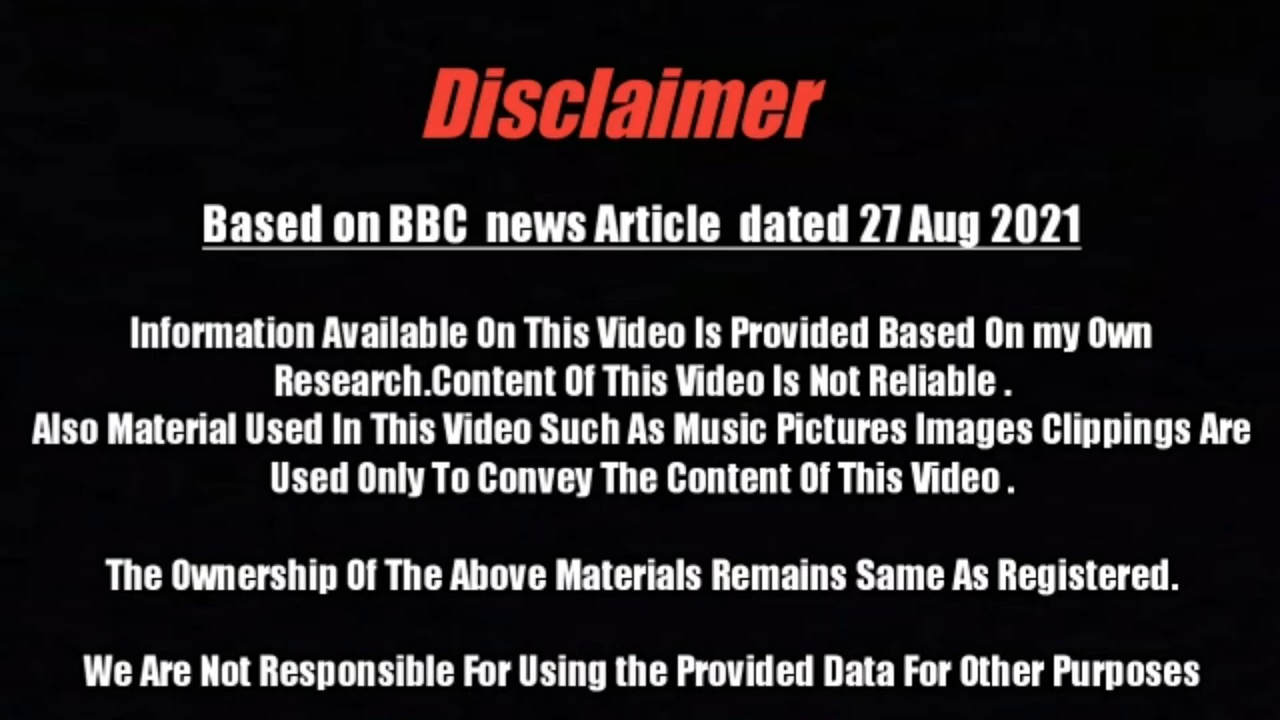 Disclaimer
Based on BBC news Article dated 27 Aug 2021
Information Available On This Video Is Provided Based On my Own
Research.Content Of This Video Is Not Reliable .
Also Material Used In This Video Such As Music Pictures Images Clippings Are
Used Only To Convey The Content Of This Video .
The Ownership Of The Above Materials Remains Same As Registered.
We Are Not Responsible For Using the Provided Data For Other Purposes